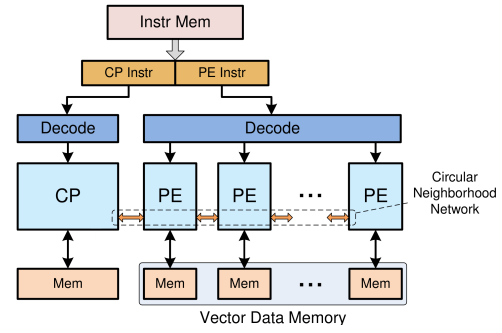 Instr Mem
CP Instr
PE Instr
Decode
Decode
CP
PE
PE
...
PE
Circular
Neighborhood
Network
Mem
Mem
Mem
...
Mem
Vector Data Memory